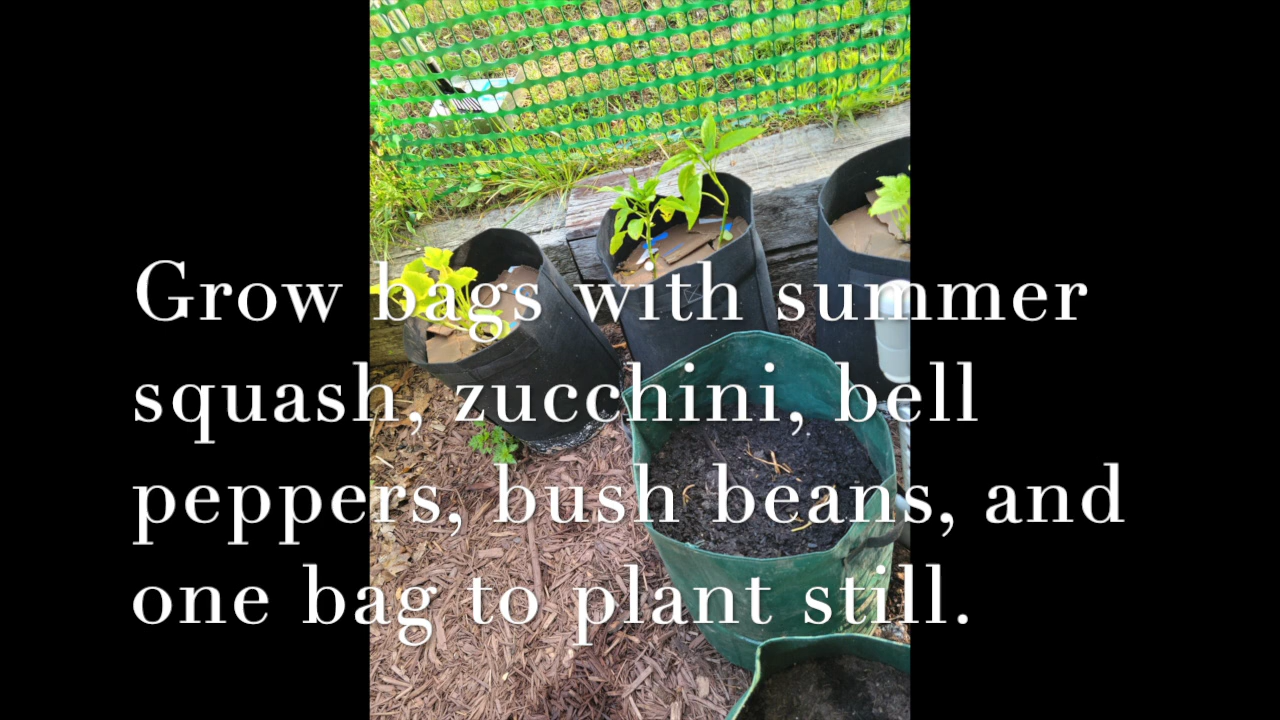 Grow bags with summer
squash, zucchini, bell
peppers, bush beans, and
one bag to plant still.